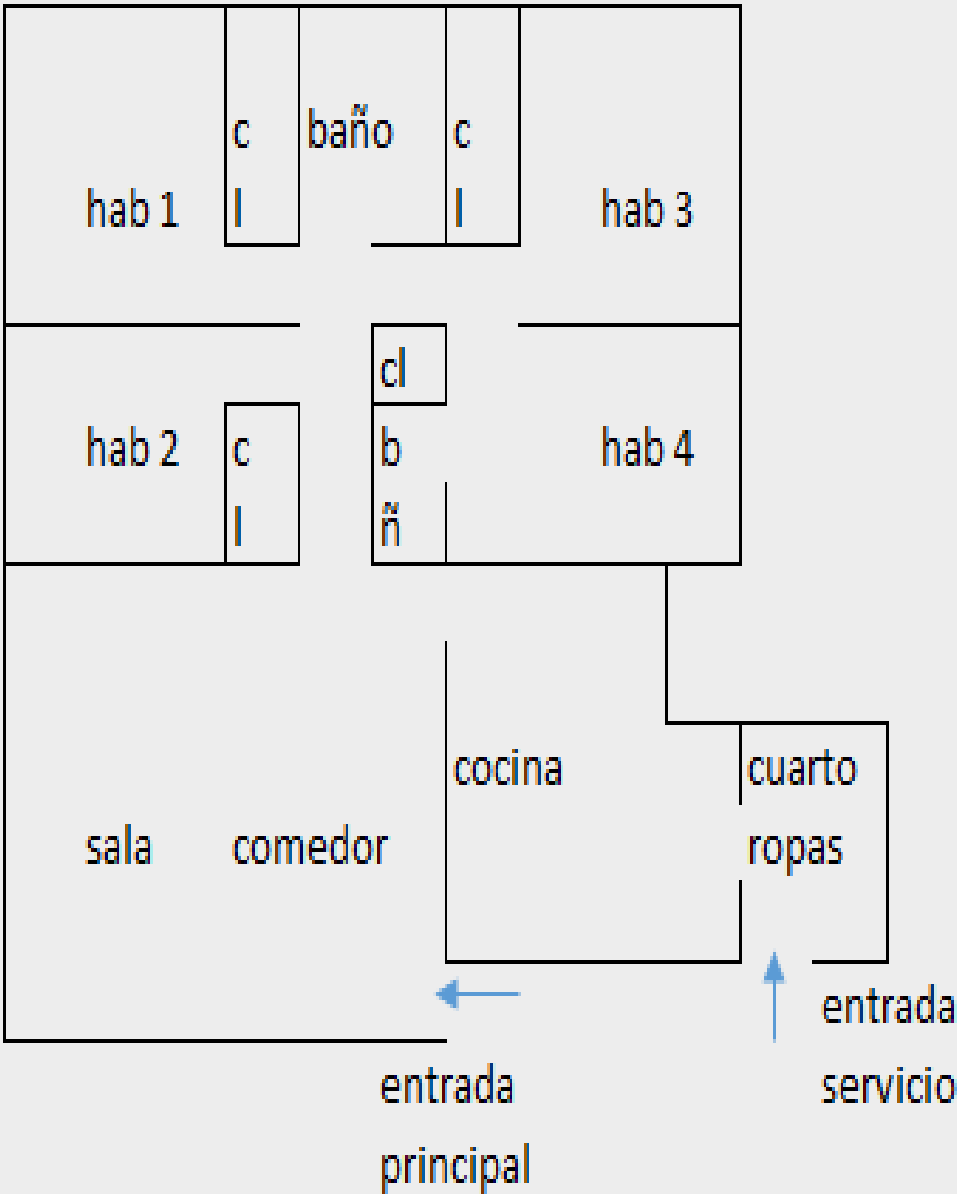 c baño c
hab 1 l l hab 3
cl
hab 2 c b hab 4
l ñ
cocina cuarto
sala comedor ropas
entrada
entrada servicio
principal